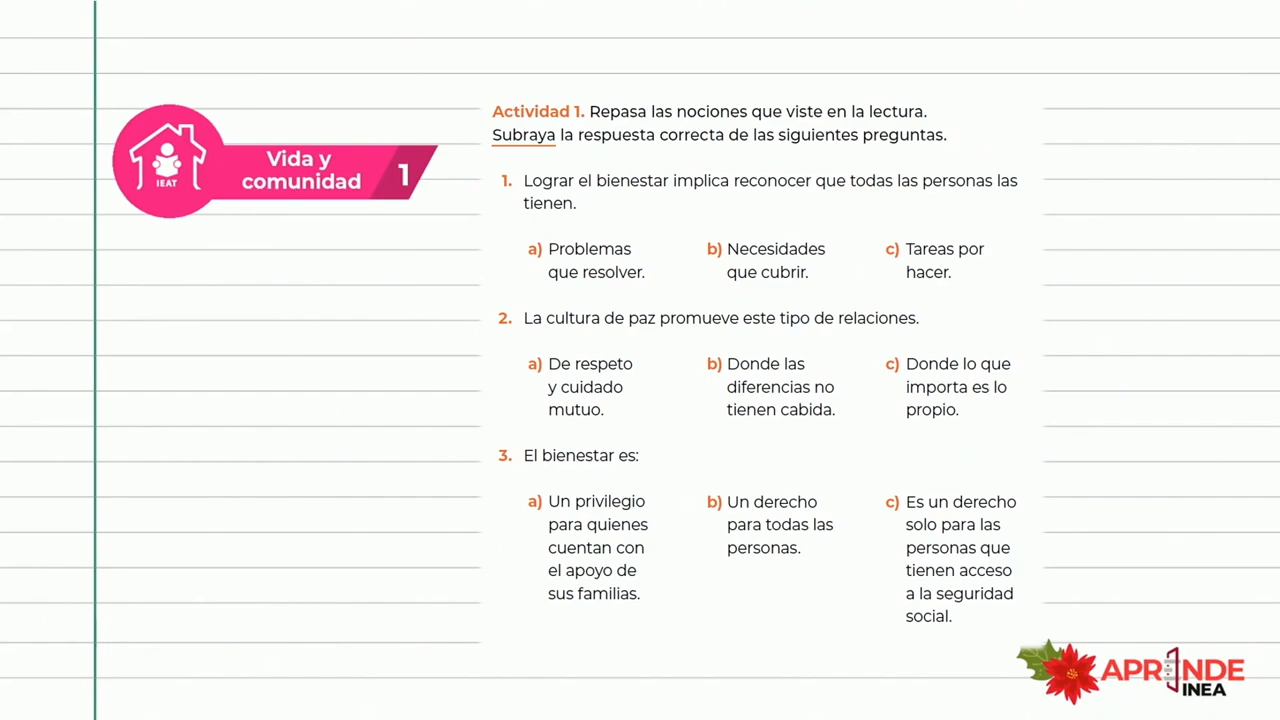 IEAT
Vida y
comunidad
1
Actividad 1. Repasa las nociones que viste en la lectura.
Subraya la respuesta correcta de las siguientes preguntas.
1. Lograr el bienestar implica reconocer que todas las personas las
tienen.
a) Problemas
que resolver.
b) Necesidades
que cubrir.
c) Tareas por
hacer.
2. La cultura de paz promueve este tipo de relaciones.
a) De respeto
y cuidado
mutuo.
b) Donde las
diferencias no
tienen cabida.
c) Donde lo que
importa es lo
propio.
3. El bienestar es:
a) Un privilegio
para quienes
cuentan con
el apoyo de
sus familias.
b) Un derecho
para todas las
personas.
c) Es un derecho
solo para las
personas que
tienen acceso
a la seguridad
social.
APRENDE
INEA